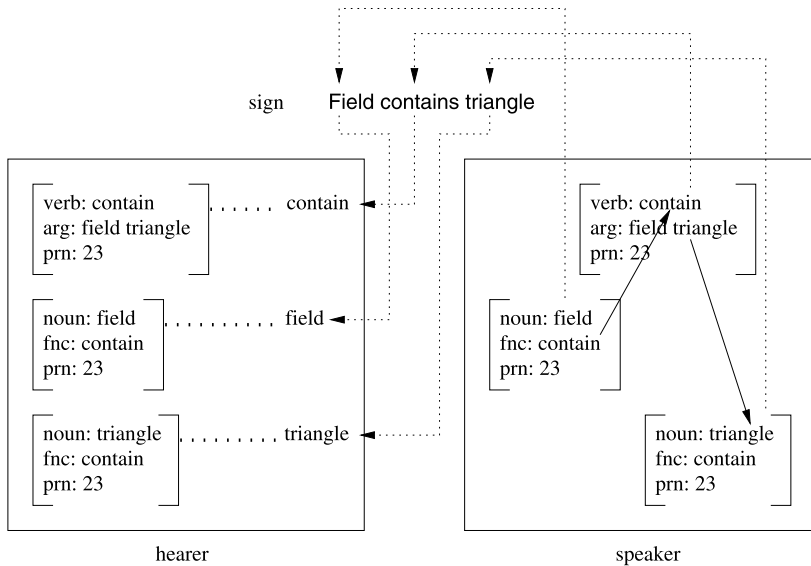 sign Field contains triangle
verb: contain
arg: field triangle
prn: 23
contain
noun: field
fnc: contain
prn: 23
field
noun: triangle
fnc: contain
prn: 23
triangle
verb: contain
arg: field triangle
prn: 23
noun: field
fnc: contain
prn: 23
noun: triangle
fnc: contain
prn: 23
hearer
speaker